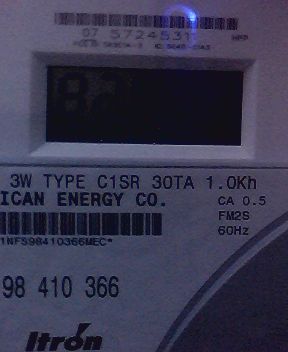 07 57245311
3W TYPE C1SR 30TA 1.0Kh
ICAN ENERGY CO.
CA 0.5
FM2S
60Hz
1NFS98410366MEC*
98 410 366
Itron